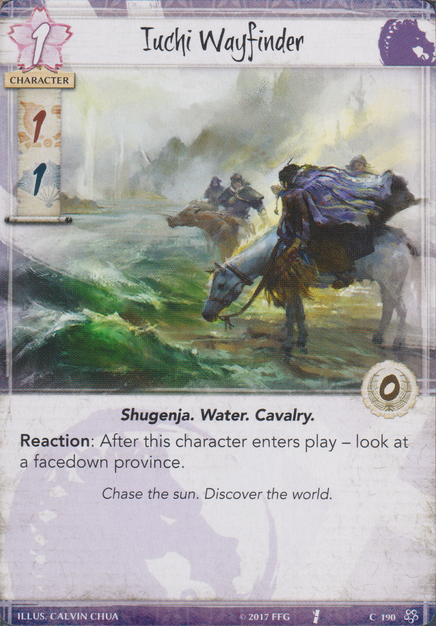 1
Iuchi Wayfinder
CHARACTER
1
1
0
Shugenja. Water. Cavalry.
Reaction: After this character enters play – look at
a facedown province.
Chase the sun. Discover the world.
ILLUS. CALVIN CHUA © 2017 FFG C 190